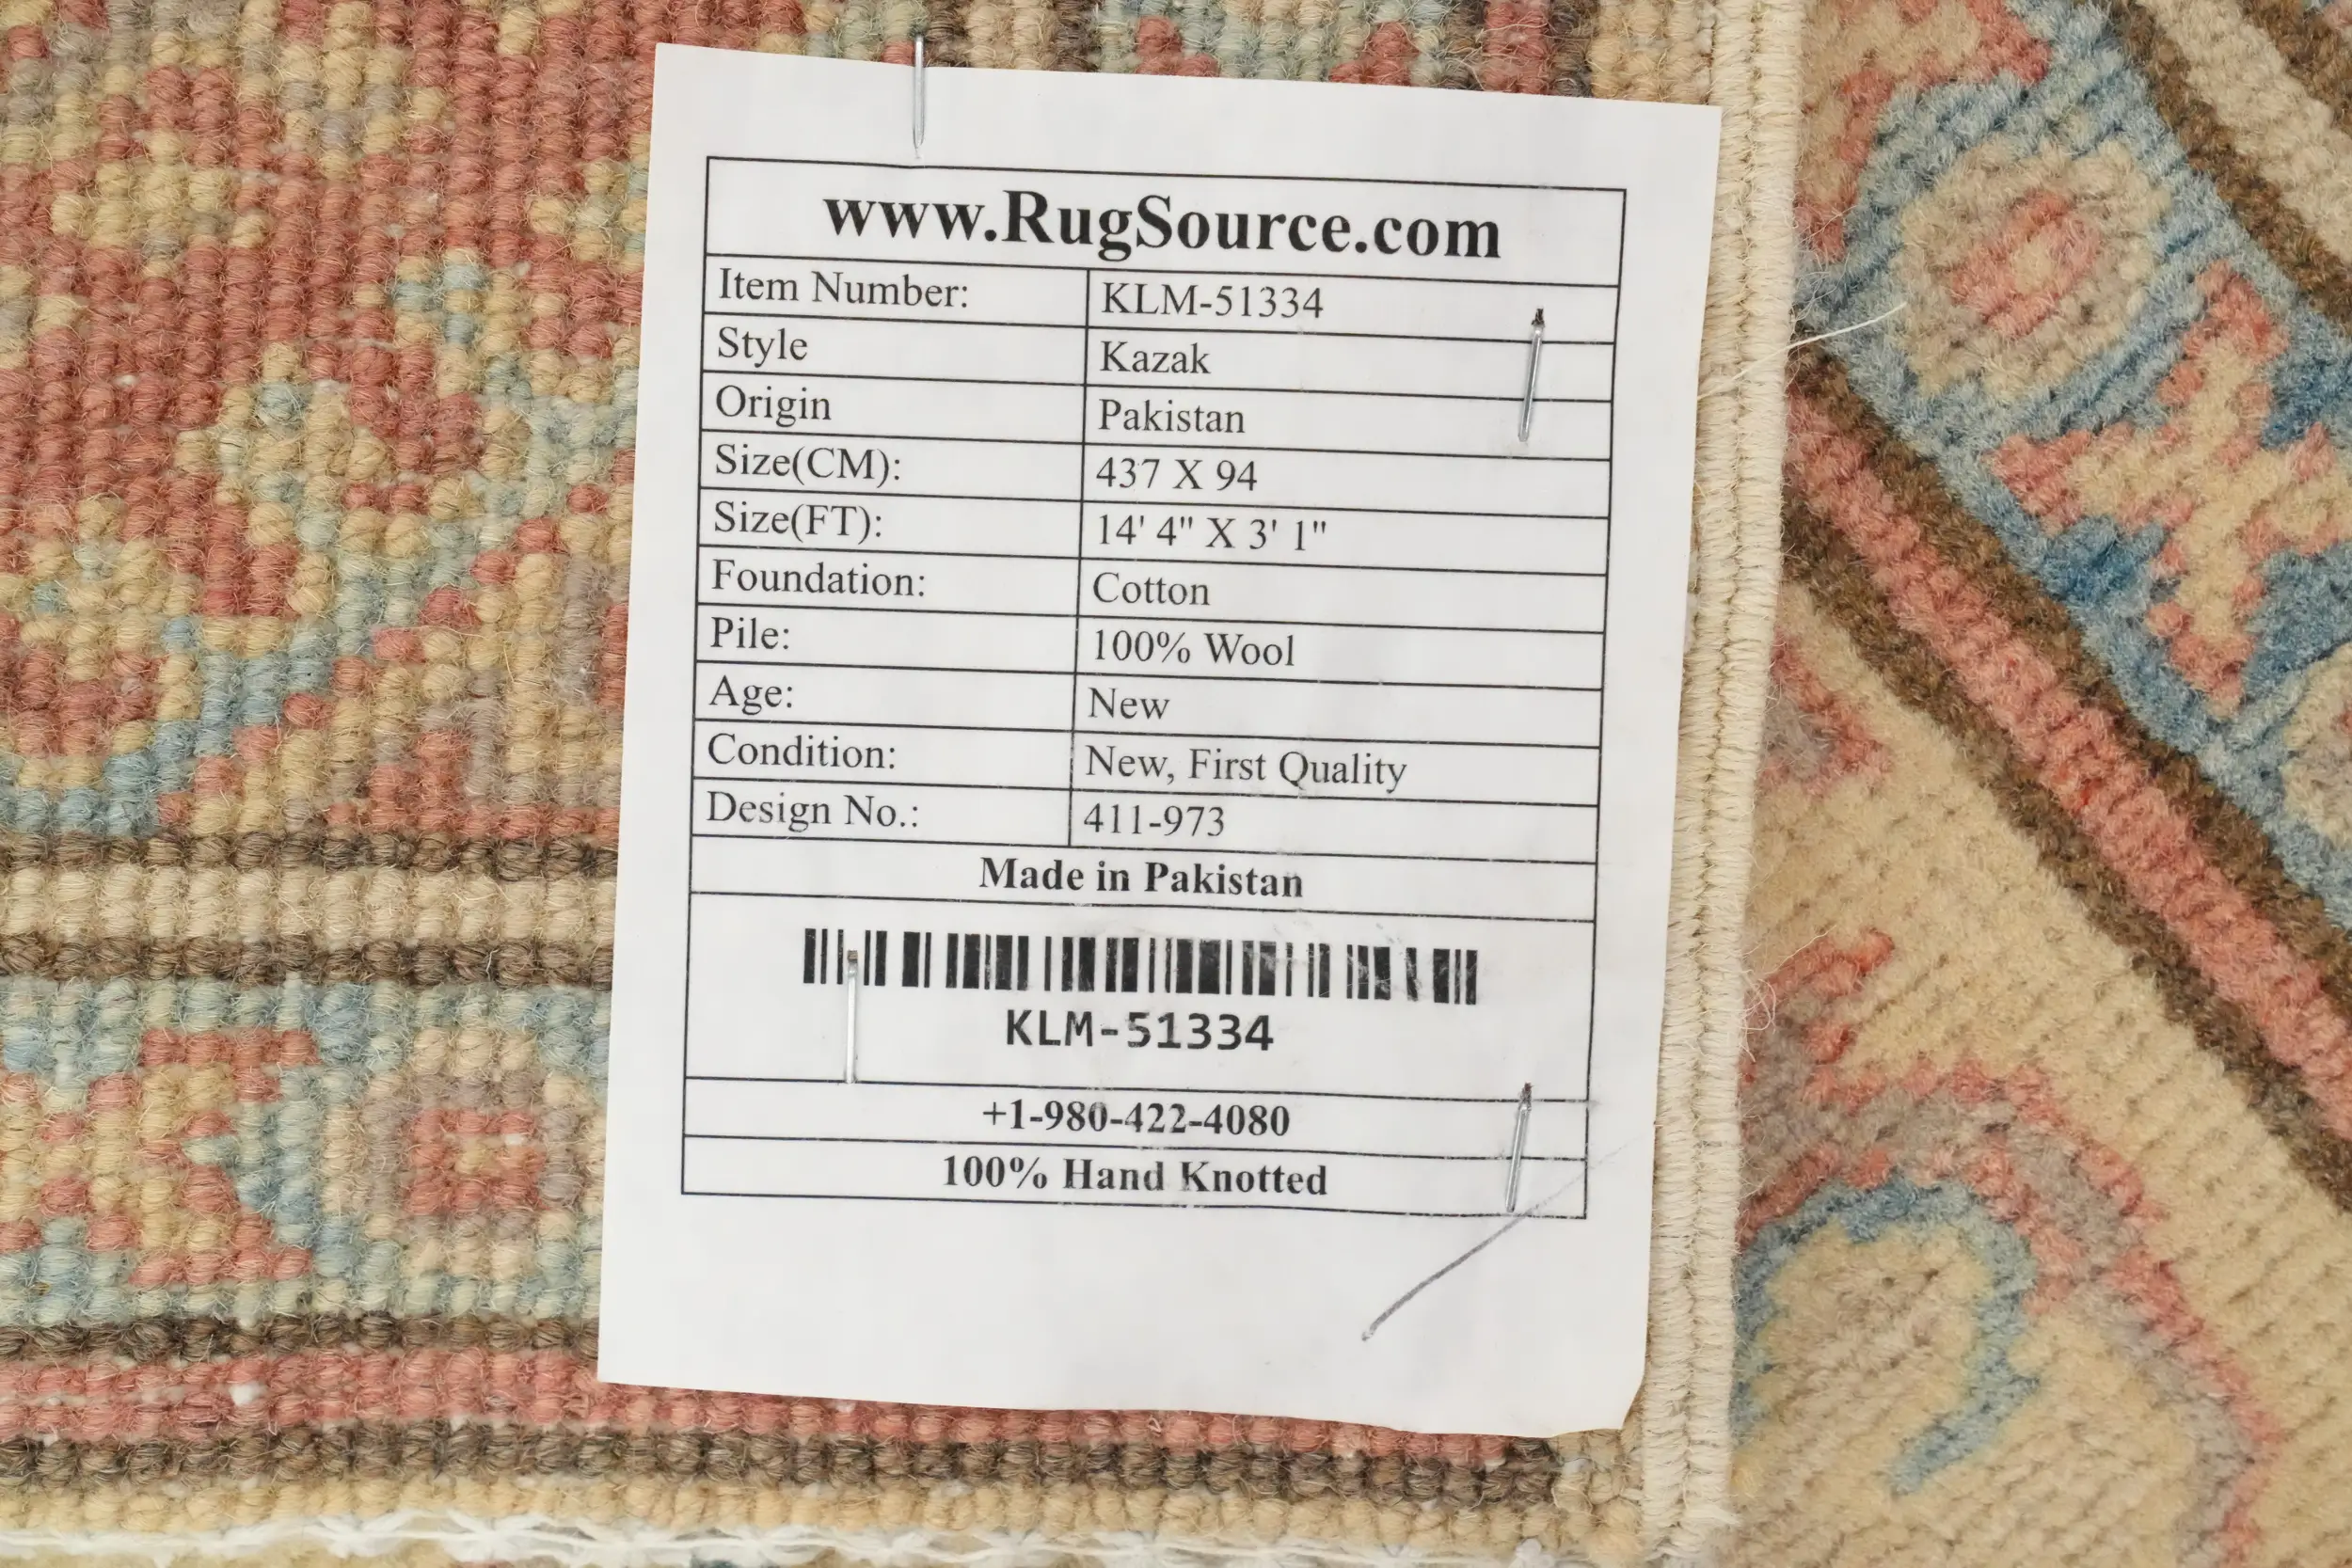 www.RugSource.com
Item Number: KLM-51334
Style Kazak
Origin Pakistan
Size(CM): 437 X 94
Size(FT): 14' 4" X 3' 1"
Foundation: Cotton
Pile: 100% Wool
Age: New
Condition: New, First Quality
Design No.: 411-973
Made in Pakistan
KLM-51334
+1-980-422-4080
100% Hand Knotted